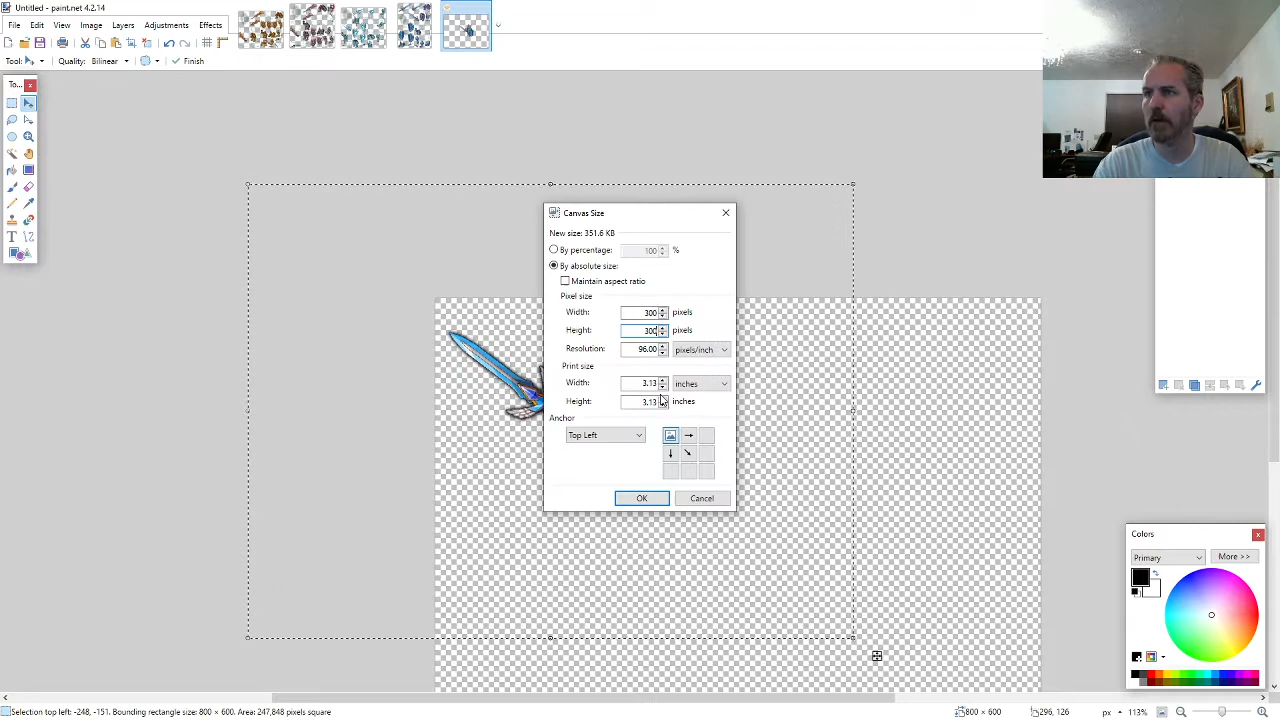 Untitled - paint.net 4.2.14
File Edit View Image Layers Adjustments Effects
Tool: Quality: Bilinear Finish
To...
Canvas Size
New size: 351.6 KB
By percentage: 100 %
By absolute size:
Maintain aspect ratio
Pixel size
Width: 300 pixels
Height: 300 pixels
Resolution: 96.00 pixels/inch
Print size
Width: 3.13 inches
Height: 3.13 inches
Anchor
Top Left
OK Cancel
Colors
Primary More >>
Selection top left: -248, -151. Bounding rectangle size: 800 × 600. Area: 247,848 pixels square 800 × 600 296, 126 px 113%